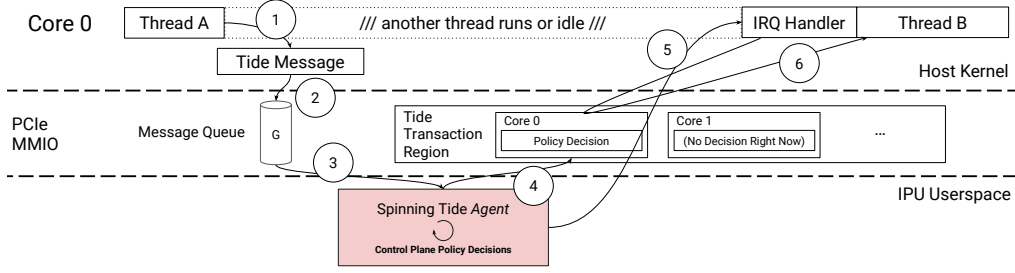 Core 0
Thread A
1
/// another thread runs or idle ///
IRQ Handler
Thread B
Tide Message
5
6
Host Kernel
2
PCIe
MMIO
Message Queue
G
Tide
Transaction
Region
Core 0
Policy Decision
Core 1
(No Decision Right Now)
...
3
4
IPU Userspace
Spinning Tide Agent
Control Plane Policy Decisions